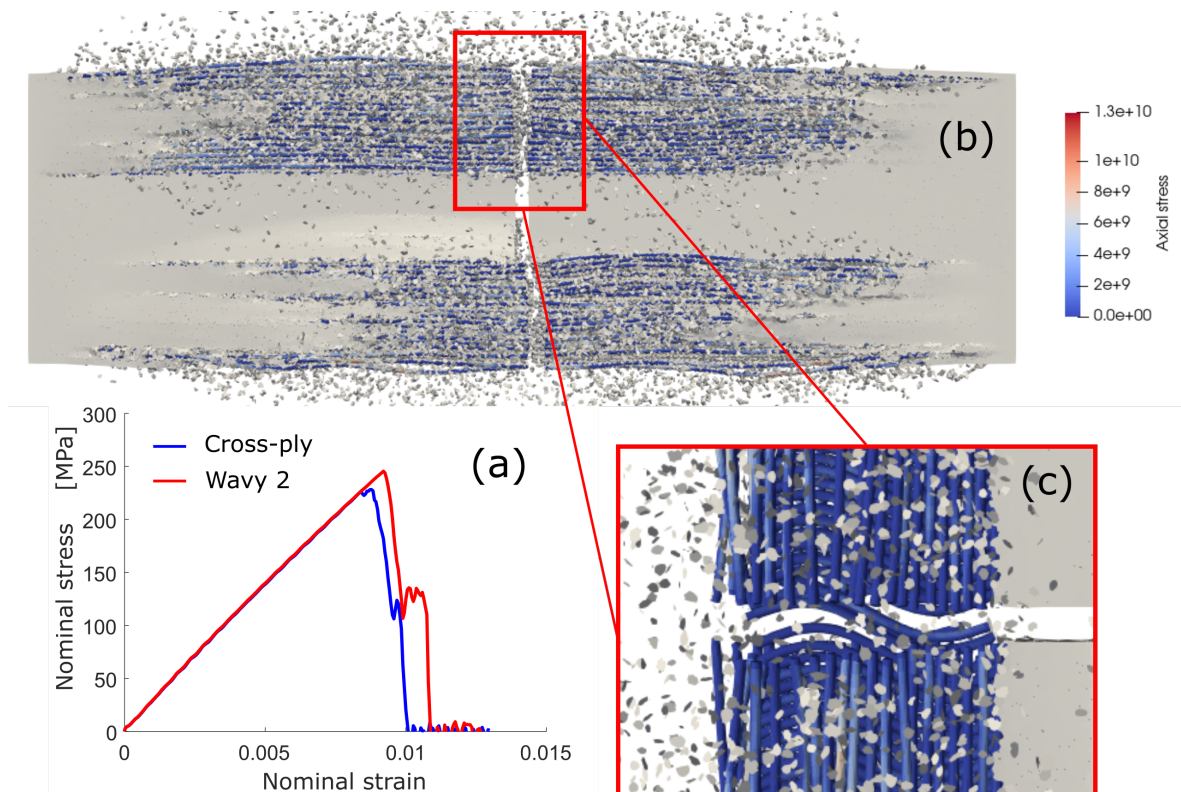 (b)
1.3e+10
1e+10
8e+9
6e+9
4e+9
2e+9
0.0e+00
Axial stress
300
250
200
150
100
50
0
Nominal stress [MPa]
Cross-ply
Wavy 2
(a)
0
0.005
0.01
0.015
Nominal strain
(c)